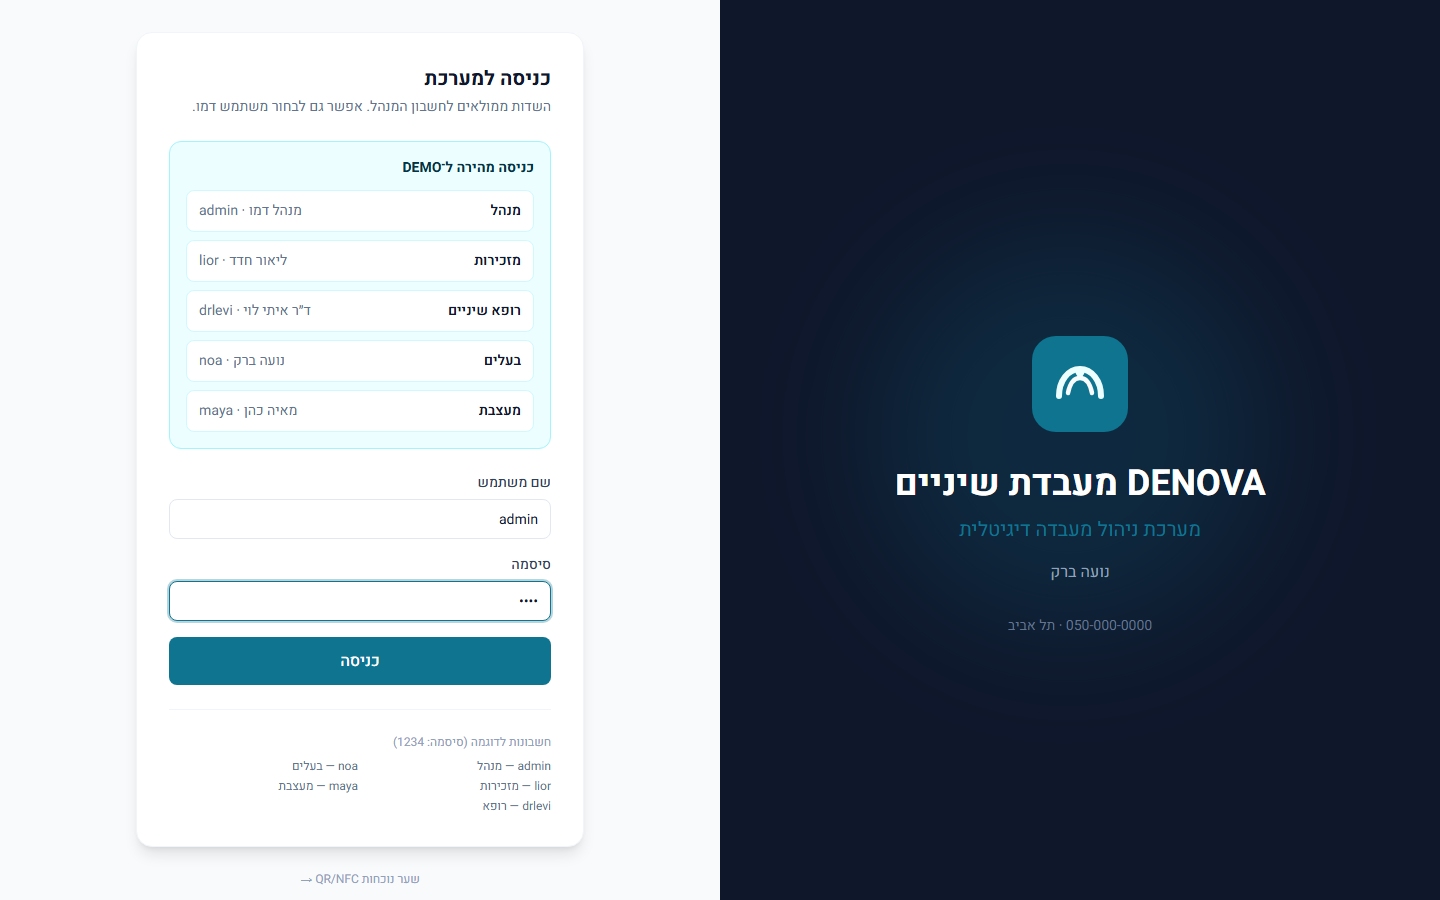 DENOVA מעבדת שיניים
מערכת ניהול מעבדה דיגיטלית
נועה ברק
050-000-0000 · תל אביב
כניסה למערכת
השדות ממולאים לחשבון המנהל. אפשר גם לבחור משתמש דמו.
כניסה מהירה ל־DEMO
מנהל
מנהל דמו · admin
מזכירות
ליאור חדד · lior
רופא שיניים
ד״ר איתי לוי · drlevi
בעלים
נועה ברק · noa
מעצבת
מאיה כהן · maya
שם משתמש
admin
סיסמה
••••
כניסה
חשבונות לדוגמה (סיסמה: 1234)
admin — מנהל
noa — בעלים
lior — מזכירות
maya — מעצבת
drlevi — רופא
שער נוכחות QR/NFC →